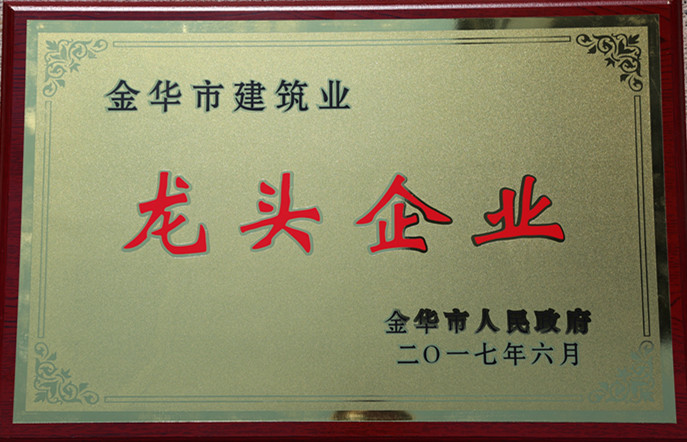 金华市建筑业
龙头企业
金华市人民政府
二〇一七年六月